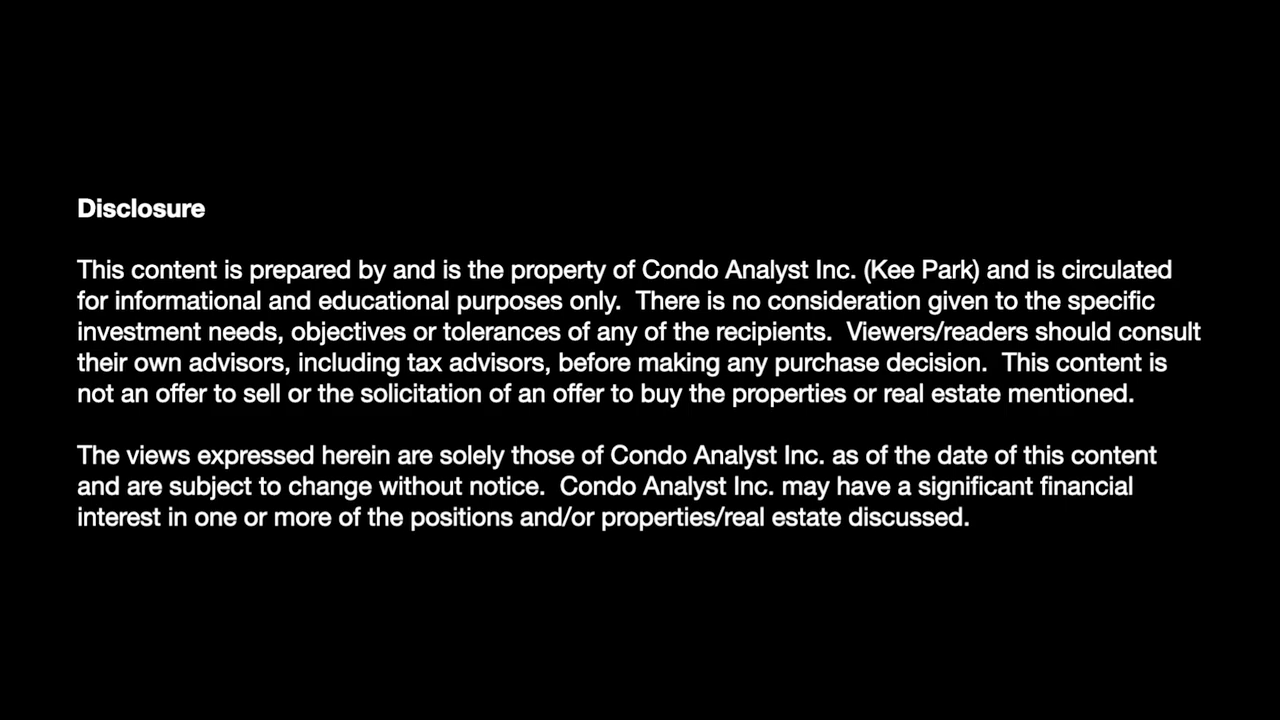 Disclosure
This content is prepared by and is the property of Condo Analyst Inc. (Kee Park) and is circulated
for informational and educational purposes only.  There is no consideration given to the specific
investment needs, objectives or tolerances of any of the recipients.  Viewers/readers should consult
their own advisors, including tax advisors, before making any purchase decision.  This content is
not an offer to sell or the solicitation of an offer to buy the properties or real estate mentioned.
The views expressed herein are solely those of Condo Analyst Inc. as of the date of this content
and are subject to change without notice.  Condo Analyst Inc. may have a significant financial
interest in one or more of the positions and/or properties/real estate discussed.